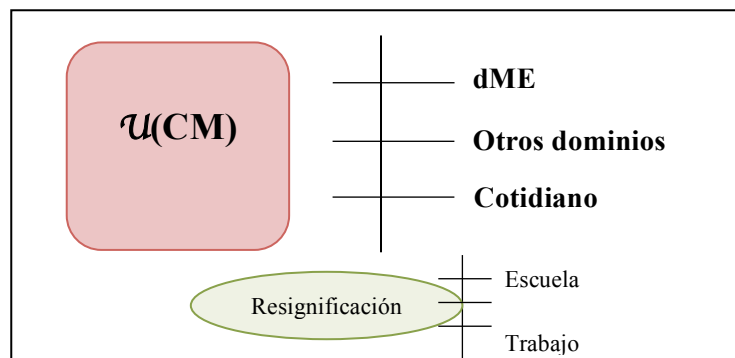 dME
𝒰(CM)
Otros dominios
Cotidiano
Escuela
Resignificación
Trabajo